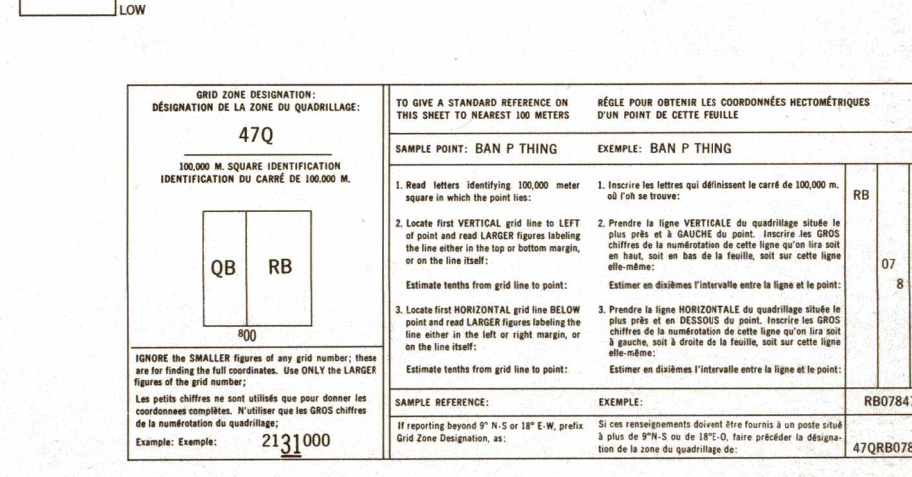 LOW
GRID ZONE DESIGNATION:
DÉSIGNATION DE LA ZONE DU QUADRILLAGE:
47Q
100,000 M. SQUARE IDENTIFICATION
IDENTIFICATION DU CARRÉ DE 100.000 M.
QB RB
800
IGNORE the SMALLER figures of any grid number; these
are for finding the full coordinates. Use ONLY the LARGER
figures of the grid number;
Les petits chiffres ne sont utilisés que pour donner les
coordonnees complètes. N'utiliser que les GROS chiffres
de la numérotation du quadrillage;
Example: Exemple: 2131000
TO GIVE A STANDARD REFERENCE ON
THIS SHEET TO NEAREST 100 METERS
SAMPLE POINT: BAN P THING
1. Read letters identifying 100,000 meter
square in which the point lies:
2. Locate first VERTICAL grid line to LEFT
of point and read LARGER figures labeling
the line either in the top or bottom margin,
or on the line itself:
Estimate tenths from grid line to point:
3. Locate first HORIZONTAL grid line BELOW
point and read LARGER figures labeling the
line either in the left or right margin, or
on the line itself:
Estimate tenths from grid line to point:
SAMPLE REFERENCE:
If reporting beyond 9° N-S or 18° E-W, prefix
Grid Zone Designation, as:
RÉGLE POUR OBTENIR LES COORDONNÉES HECTOMÉTRIQUES
D'UN POINT DE CETTE FEUILLE
EXEMPLE: BAN P THING
1. Inscrire les lettres qui définissent le carré de 100,000 m.
où l'oh se trouve:
2. Prendre la ligne VERTICALE du quadrillage située le
plus près et à GAUCHE du point. Inscrire les GROS
chiffres de la numérotation de cette ligne qu'on lira soit
en haut, soit en bas de la feuille, soit sur cette ligne
elle-même:
Estimer en dixièmes l'intervalle entre la ligne et le point:
3. Prendre la ligne HORIZONTALE du quadrillage située le
plus près et en DESSOUS du point. Inscrire les GROS
chiffres de la numérotation de cette ligne qu'on lira soit
à gauche, soit à droite de la feuille, soit sur cette ligne
elle-même:
Estimer en dixièmes l'intervalle entre la ligne et le point:
EXEMPLE:
Si ces renseignements doivent être fournis à un poste situé
à plus de 9°N-S ou de 18°E-O, faire précéder la désigna-
tion de la zone du quadrillage de:
RB
07
8
RB0784
47QRB078